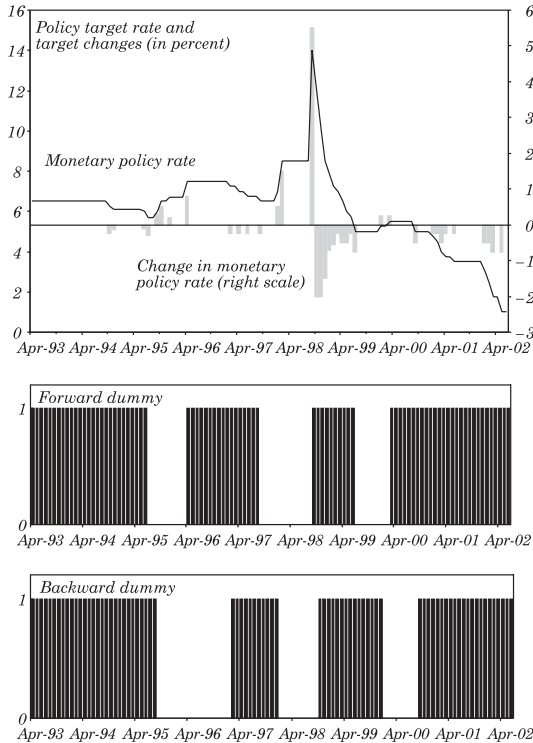 16
14
12
10
8
6
4
2
0
Policy target rate and
target changes (in percent)
Monetary policy rate
Change in monetary
policy rate (right scale)
6
5
4
3
2
1
0
−1
−2
−3
Apr-93 Apr-94 Apr-95 Apr-96 Apr-97 Apr-98 Apr-99 Apr-00 Apr-01 Apr-02
Forward dummy
1
0
Apr-93 Apr-94 Apr-95 Apr-96 Apr-97 Apr-98 Apr-99 Apr-00 Apr-01 Apr-02
Backward dummy
1
0
Apr-93 Apr-94 Apr-95 Apr-96 Apr-97 Apr-98 Apr-99 Apr-00 Apr-01 Apr-02